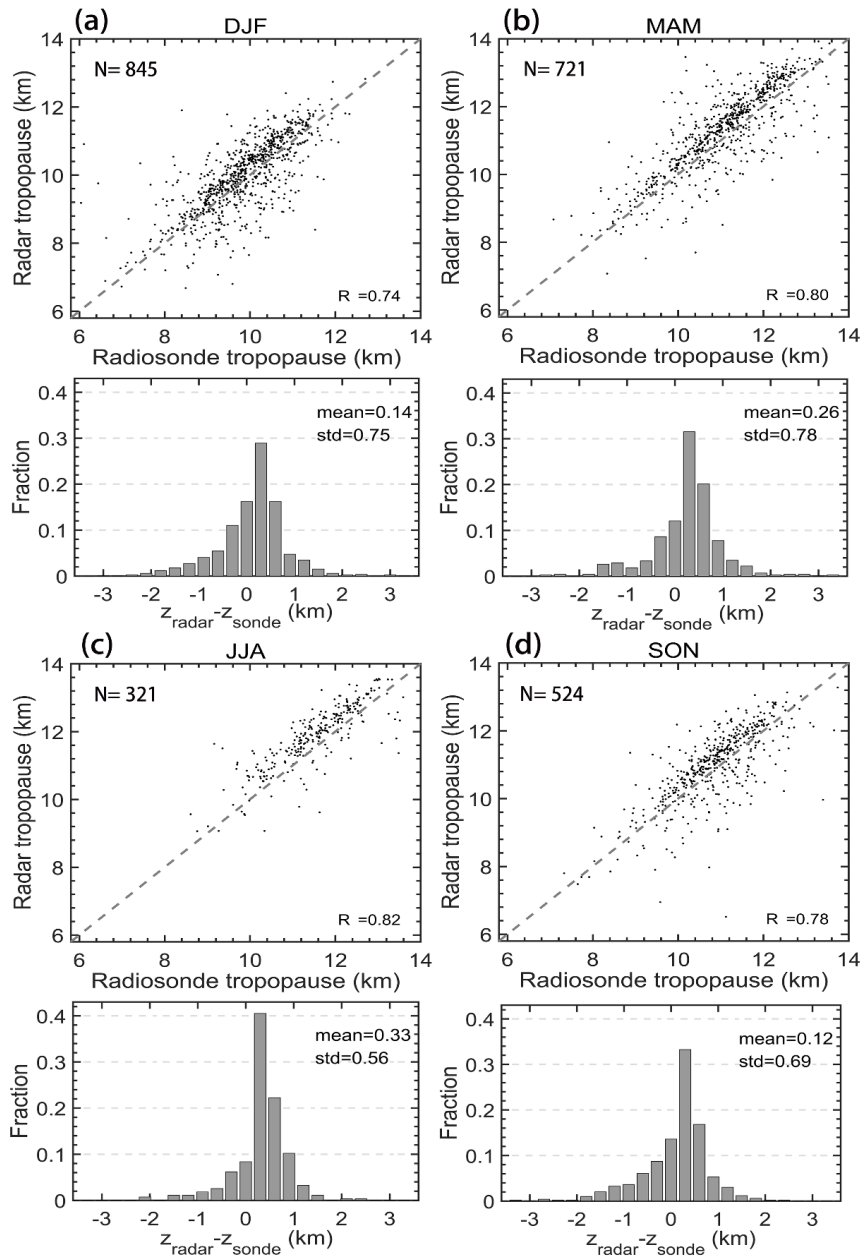 (a)
DJF
N= 845
Radar tropopause (km)
14
12
10
8
6
R =0.74
6 8 10 12 14
Radiosonde tropopause (km)
Fraction
0.4
0.3
0.2
0.1
0
mean=0.14
std=0.75
-3 -2 -1 0 1 2 3
z_radar-z_sonde (km)
(b)
MAM
N= 721
Radar tropopause (km)
14
12
10
8
6
R =0.80
6 8 10 12 14
Radiosonde tropopause (km)
Fraction
0.4
0.3
0.2
0.1
0
mean=0.26
std=0.78
-3 -2 -1 0 1 2 3
z_radar-z_sonde (km)
(c)
JJA
N= 321
Radar tropopause (km)
14
12
10
8
6
R =0.82
6 8 10 12 14
Radiosonde tropopause (km)
Fraction
0.4
0.3
0.2
0.1
0
mean=0.33
std=0.56
-3 -2 -1 0 1 2 3
z_radar-z_sonde (km)
(d)
SON
N= 524
Radar tropopause (km)
14
12
10
8
6
R =0.78
6 8 10 12 14
Radiosonde tropopause (km)
Fraction
0.4
0.3
0.2
0.1
0
mean=0.12
std=0.69
-3 -2 -1 0 1 2 3
z_radar-z_sonde (km)